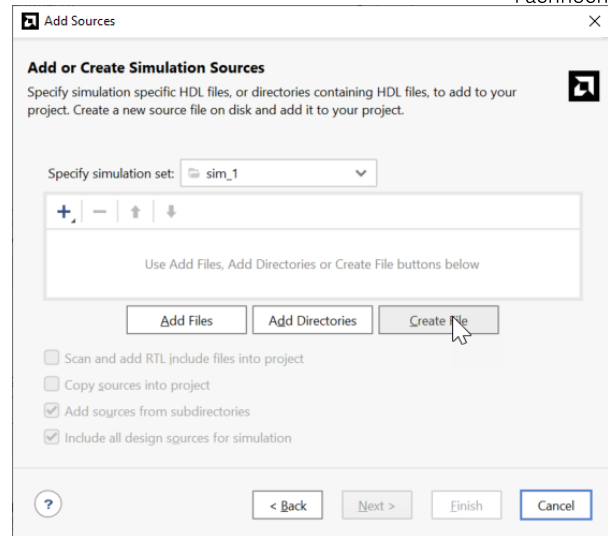 Add Sources
Add or Create Simulation Sources
Specify simulation specific HDL files, or directories containing HDL files, to add to your
project. Create a new source file on disk and add it to your project.
Specify simulation set: sim_1
Use Add Files, Add Directories or Create File buttons below
Add Files Add Directories Create File
Scan and add RTL include files into project
Copy sources into project
Add sources from subdirectories
Include all design sources for simulation
? < Back Next > Finish Cancel